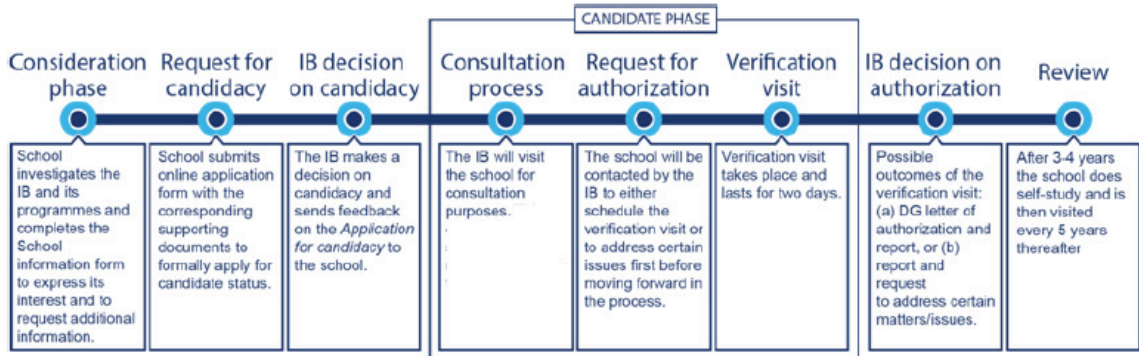 CANDIDATE PHASE
Consideration
phase
Request for
candidacy
IB decision
on candidacy
Consultation
process
Request for
authorization
Verification
visit
IB decision on
authorization
Review
School
investigates the
IB and its
programmes and
completes the
School
information form
to express its
interest and to
request additional
information.
School submits
online application
form with the
corresponding
supporting
documents to
formally apply for
candidate status.
The IB makes a
decision on
candidacy and
sends feedback
on the Application
for candidacy to
the school.
The IB will visit
the school for
consultation
purposes.
The school will be
contacted by the
IB to either
schedule the
verification visit or
to address certain
issues first before
moving forward in
the process.
Verification visit
takes place and
lasts for two days.
Possible
outcomes of the
verification visit:
(a) DG letter of
authorization and
report, or (b)
report and
request
to address certain
matters/issues.
After 3-4 years
the school does
self-study and is
then visited
every 5 years
thereafter